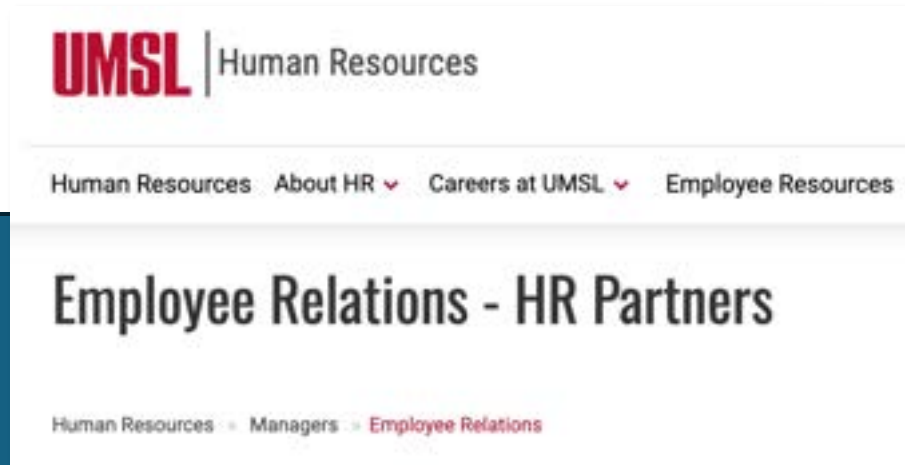 UMSL | Human Resources
Human Resources About HR Careers at UMSL Employee Resources
Employee Relations - HR Partners
Human Resources Managers Employee Relations